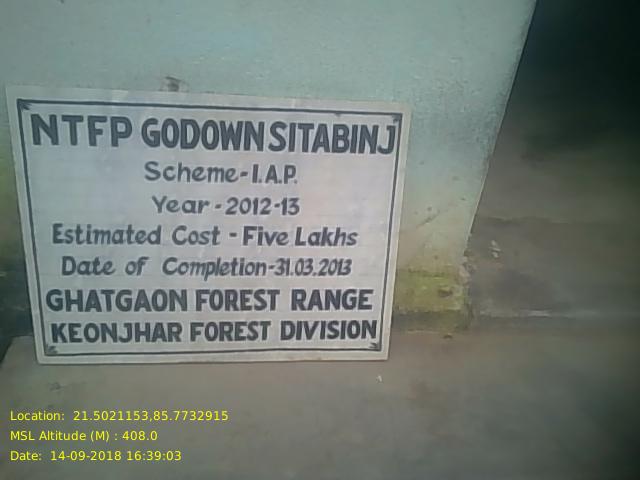 NTFP GODOWN SITABINJ
Scheme-I.A.P.
Year-2012-13
Estimated Cost - Five Lakhs
Date of Completion-31.03.2013
GHATGAON FOREST RANGE
KEONJHAR FOREST DIVISION
Location: 21.5021153,85.7732915
MSL Altitude (M) : 408.0
Date: 14-09-2018 16:39:03